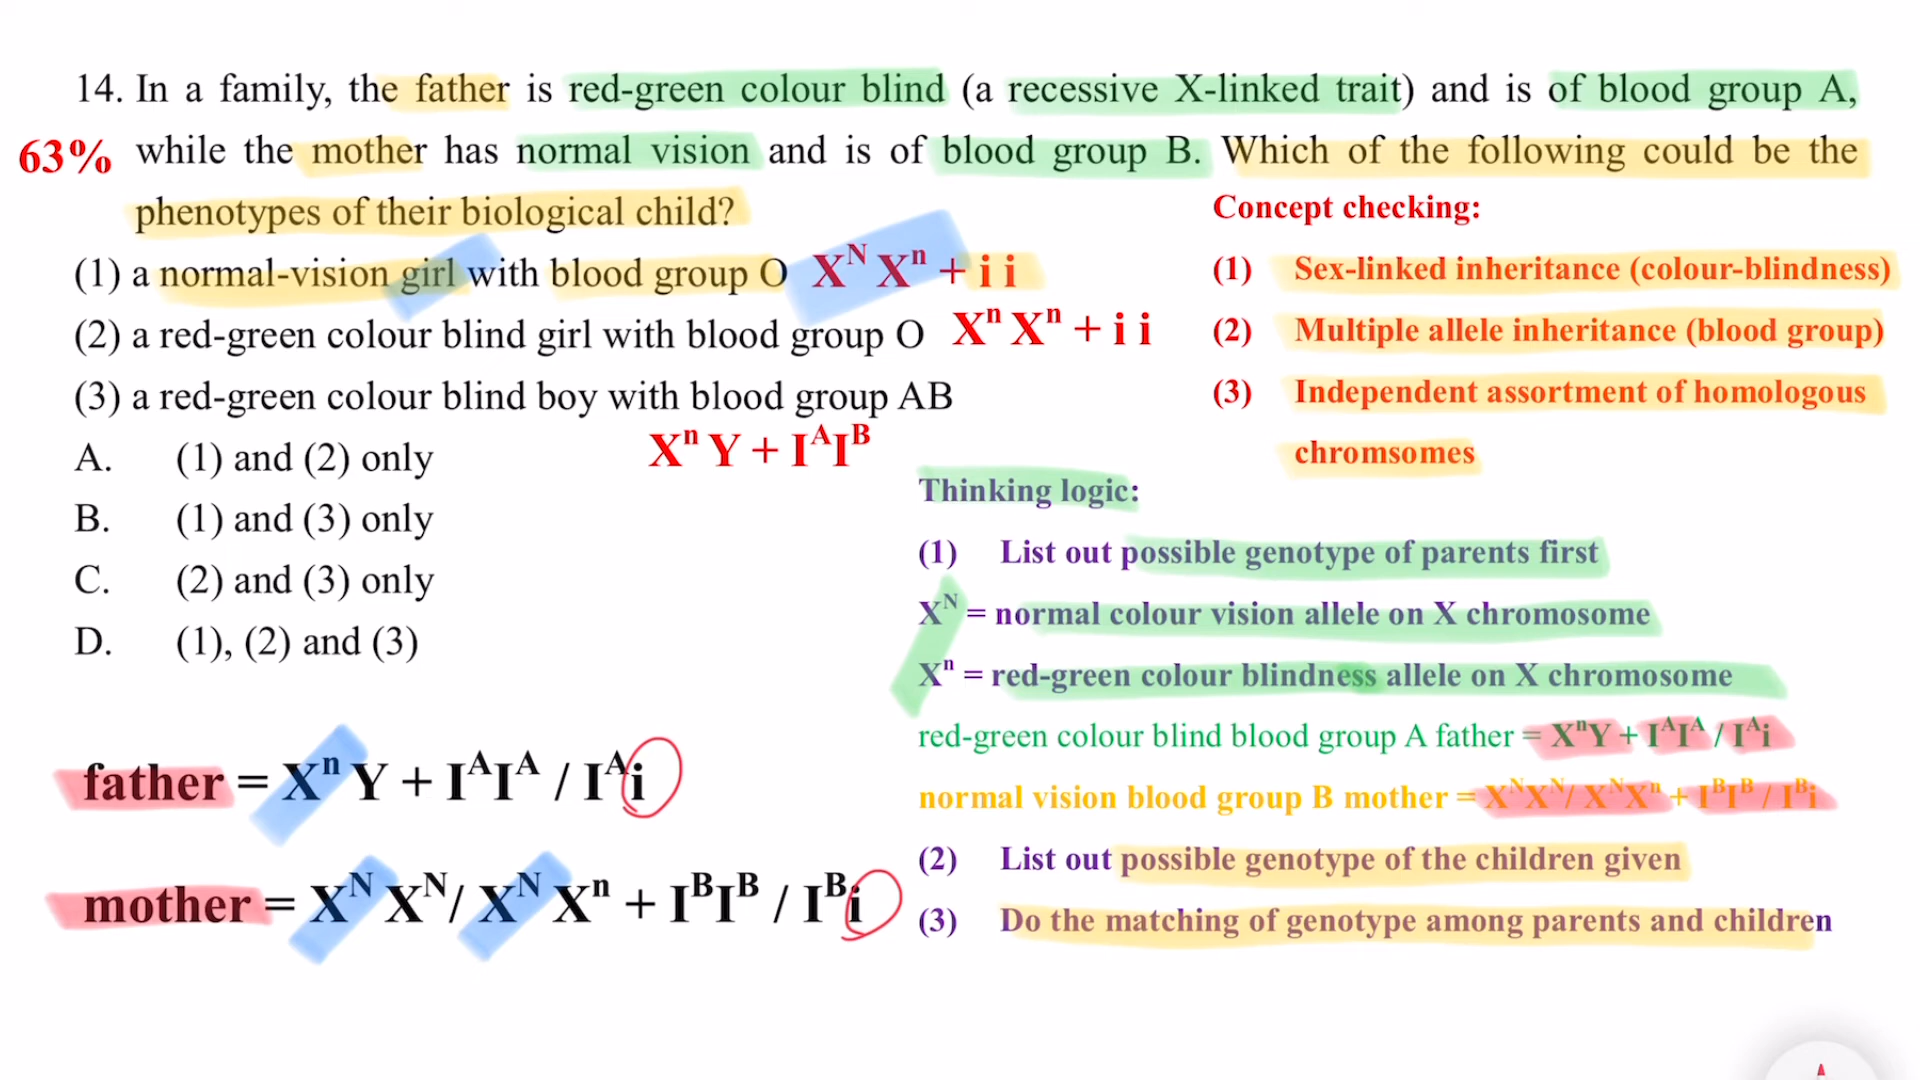 14. In a family, the father is red-green colour blind (a recessive X-linked trait) and is of blood group A,
63% while the mother has normal vision and is of blood group B. Which of the following could be the
phenotypes of their biological child?
Concept checking:
(1) a normal-vision girl with blood group O X^N X^n + i i
(1) Sex-linked inheritance (colour-blindness)
(2) a red-green colour blind girl with blood group O X^n X^n + i i
(2) Multiple allele inheritance (blood group)
(3) a red-green colour blind boy with blood group AB
X^n Y + I^A I^B
(3) Independent assortment of homologous
chromsomes
A. (1) and (2) only
B. (1) and (3) only
C. (2) and (3) only
D. (1), (2) and (3)
Thinking logic:
(1) List out possible genotype of parents first
X^N = normal colour vision allele on X chromosome
X^n = red-green colour blindness allele on X chromosome
red-green colour blind blood group A father = X^nY + I^AI^A / I^Ai
normal vision blood group B mother = X^NX^N/ X^NX^n + I^BI^B / I^Bi
(2) List out possible genotype of the children given
(3) Do the matching of genotype among parents and children
father = X^n Y + I^AI^A / I^Ai
mother = X^N X^N/ X^N X^n + I^BI^B / I^Bi